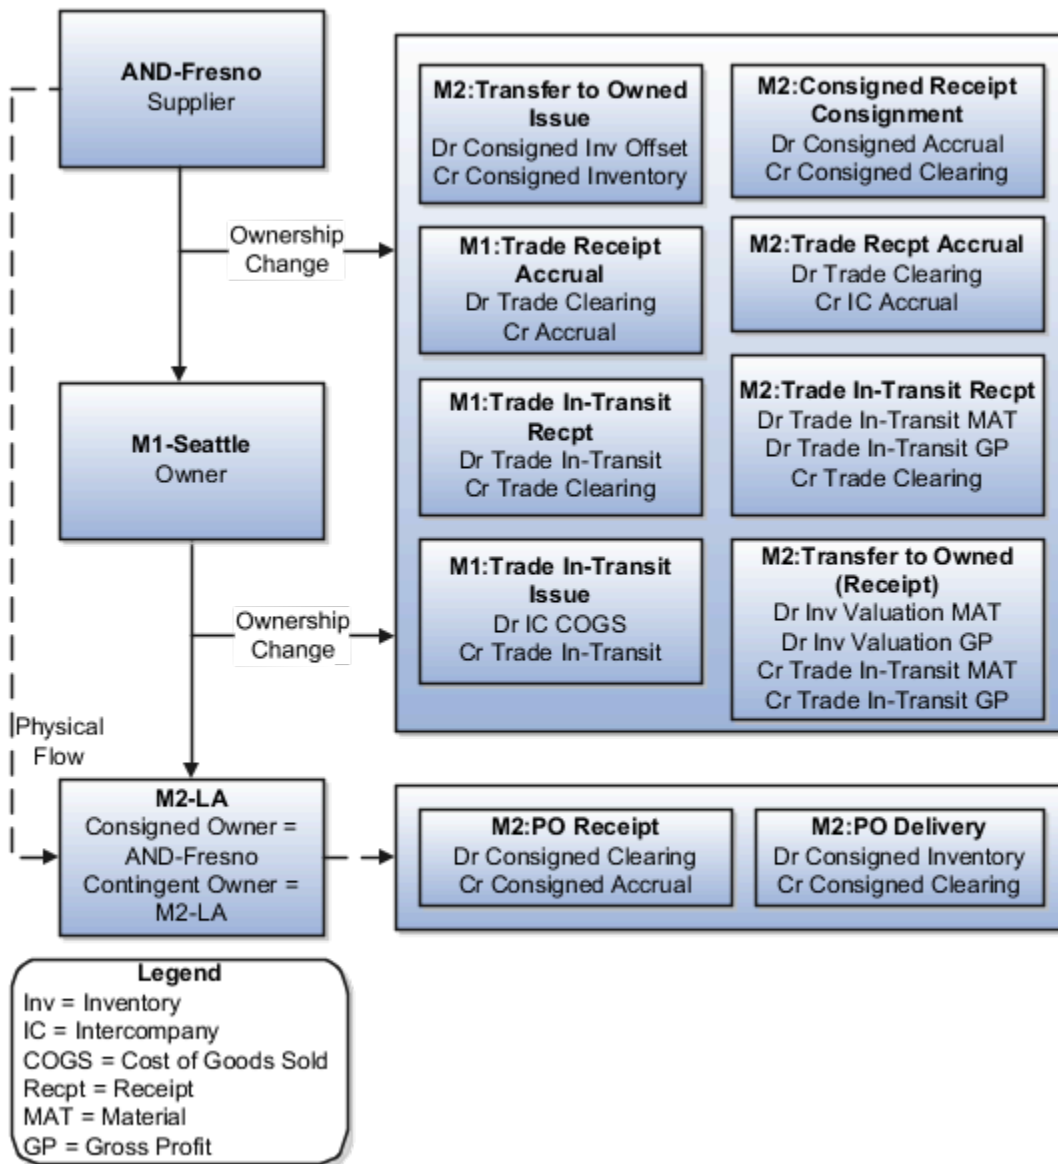 AND-Fresno
Supplier
Ownership
Change
M1-Seattle
Owner
Ownership
Change
Physical
Flow
M2-LA
Consigned Owner =
AND-Fresno
Contingent Owner =
M2-LA
M2:Transfer to Owned
Issue
Dr Consigned Inv Offset
Cr Consigned Inventory
M2:Consigned Receipt
Consignment
Dr Consigned Accrual
Cr Consigned Clearing
M1:Trade Receipt
Accrual
Dr Trade Clearing
Cr Accrual
M2:Trade Recpt Accrual
Dr Trade Clearing
Cr IC Accrual
M1:Trade In-Transit
Recpt
Dr Trade In-Transit
Cr Trade Clearing
M2:Trade In-Transit Recpt
Dr Trade In-Transit MAT
Dr Trade In-Transit GP
Cr Trade Clearing
M1:Trade In-Transit
Issue
Dr IC COGS
Cr Trade In-Transit
M2:Transfer to Owned
(Receipt)
Dr Inv Valuation MAT
Dr Inv Valuation GP
Cr Trade In-Transit MAT
Cr Trade In-Transit GP
M2:PO Receipt
Dr Consigned Clearing
Cr Consigned Accrual
M2:PO Delivery
Dr Consigned Inventory
Cr Consigned Clearing
Legend
Inv = Inventory
IC = Intercompany
COGS = Cost of Goods Sold
Recpt = Receipt
MAT = Material
GP = Gross Profit